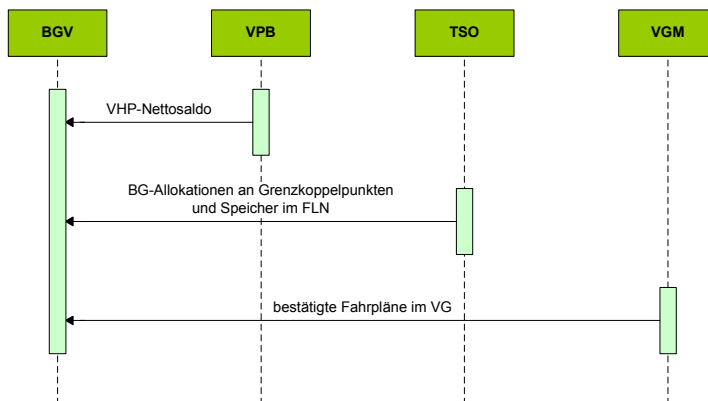 BGV
VPB
TSO
VGM
VHP-Nettosaldo
BG-Allokationen an Grenzkoppelpunkten
und Speicher im FLN
bestätigte Fahrpläne im VG